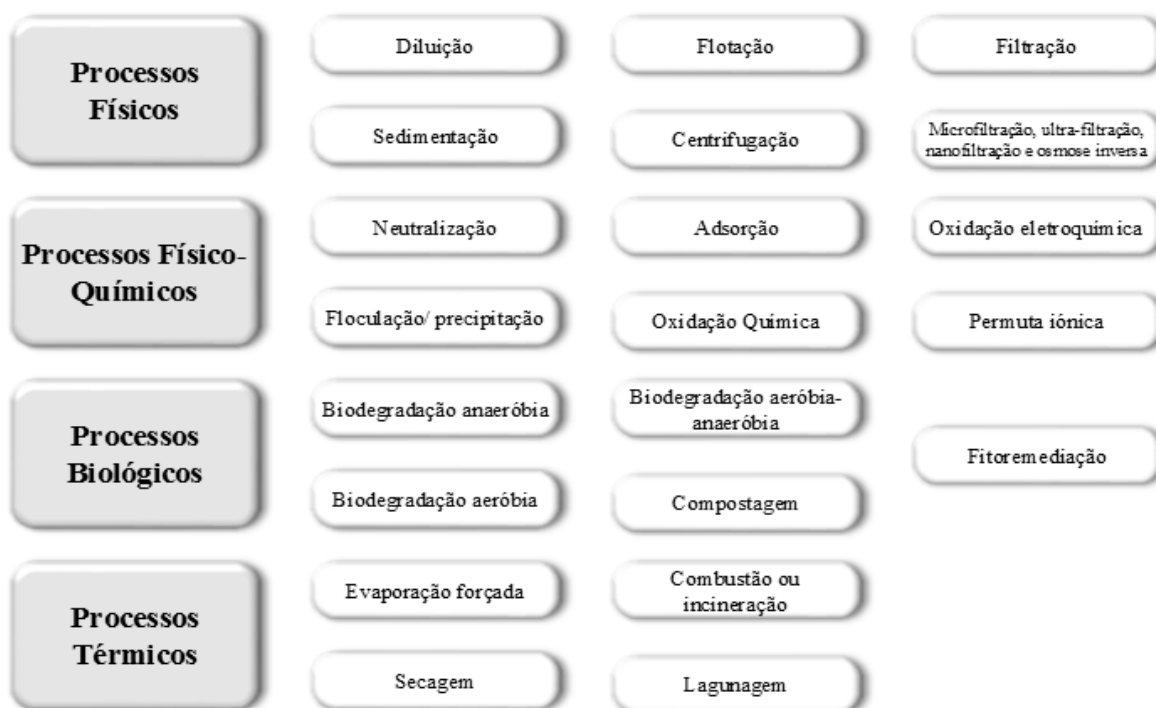 Processos
Físicos
Diluição
Flotação
Filtração
Sedimentação
Centrifugação
Microfiltração, ultra-filtração,
nanofiltração e osmose inversa
Processos Físico-
Químicos
Neutralização
Adsorção
Oxidação eletroquímica
Floculação/ precipitação
Oxidação Química
Permuta iónica
Processos
Biológicos
Biodegradação anaeróbia
Biodegradação aeróbia-
anaeróbia
Fitoremediação
Biodegradação aeróbia
Compostagem
Processos
Térmicos
Evaporação forçada
Combustão ou
incineração
Secagem
Lagunagem